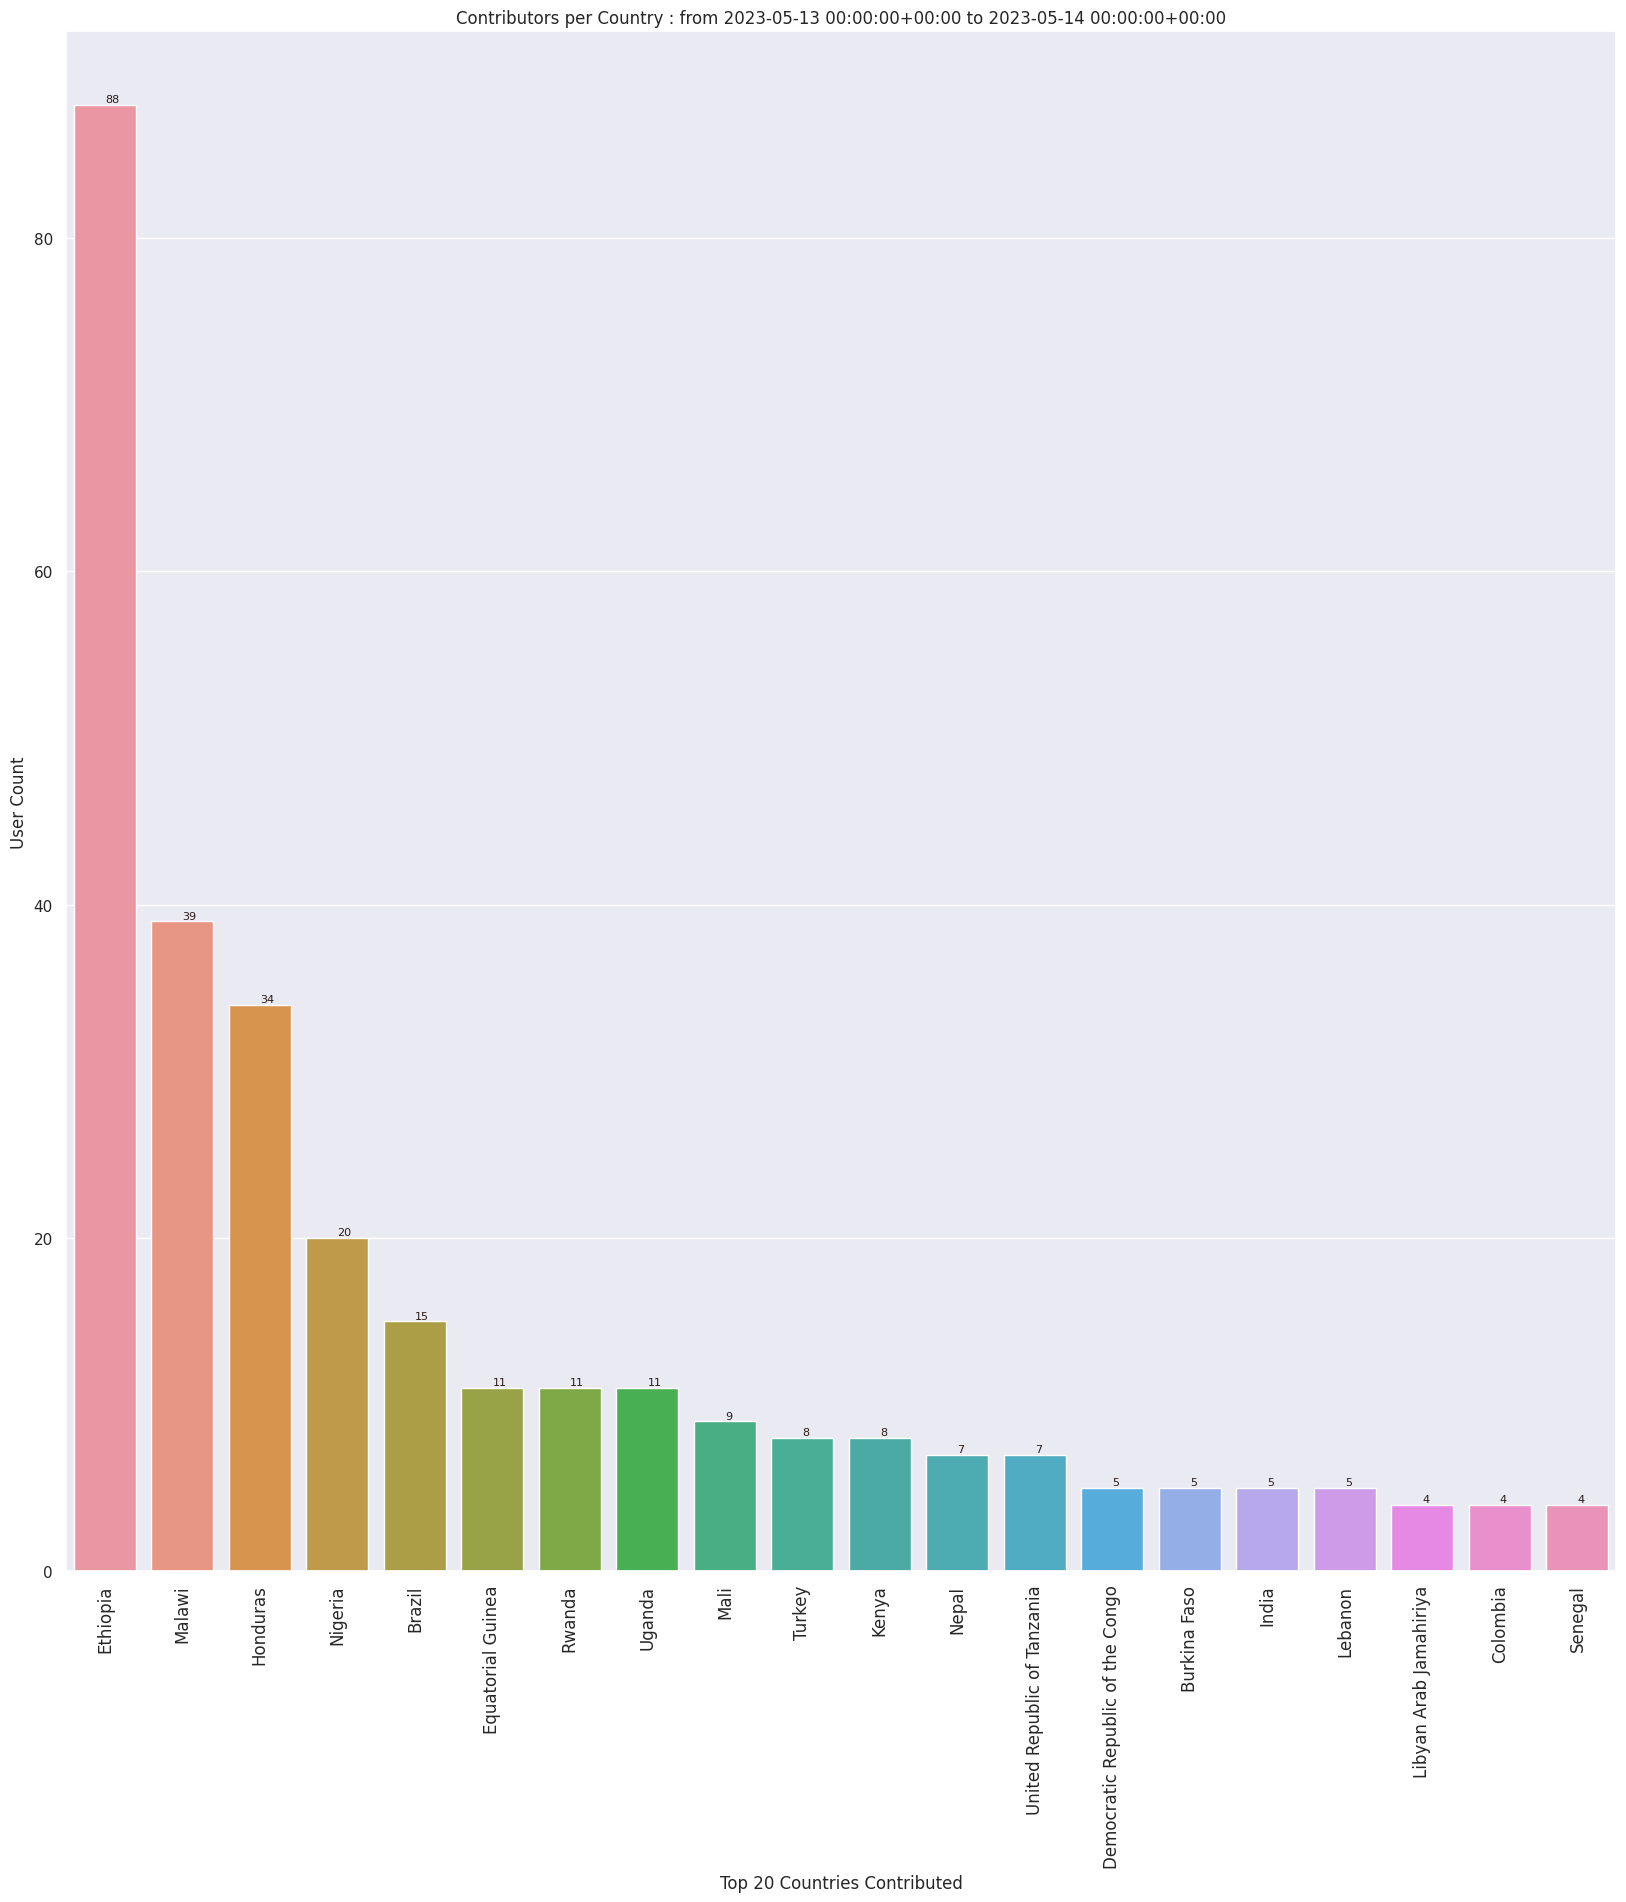 Contributors per Country : from 2023-05-13 00:00:00+00:00 to 2023-05-14 00:00:00+00:00
User Count
80
60
40
20
0
88
39
34
20
15
11
11
11
9
8
8
7
7
5
5
5
5
4
4
4
Ethiopia
Malawi
Honduras
Nigeria
Brazil
Equatorial Guinea
Rwanda
Uganda
Mali
Turkey
Kenya
Nepal
United Republic of Tanzania
Democratic Republic of the Congo
Burkina Faso
India
Lebanon
Libyan Arab Jamahiriya
Colombia
Senegal
Top 20 Countries Contributed